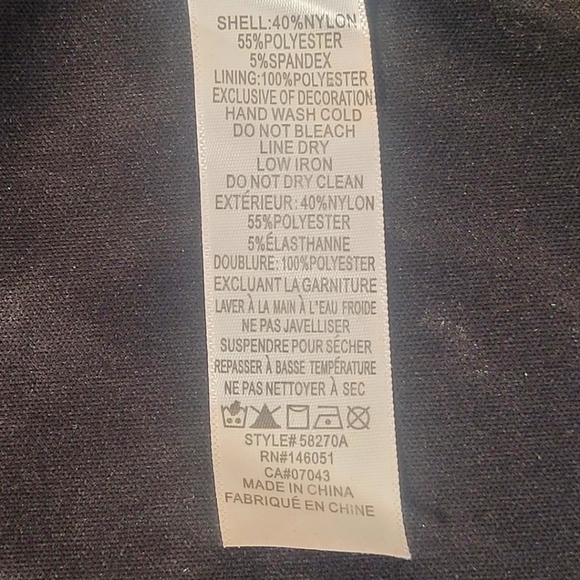 SHELL:40%NYLON
55%POLYESTER
5%SPANDEX
LINING:100%POLYESTER
EXCLUSIVE OF DECORATION
HAND WASH COLD
DO NOT BLEACH
LINE DRY
LOW IRON
DO NOT DRY CLEAN
EXTÉRIEUR:40%NYLON
55%POLYESTER
5%ÉLASTHANNE
DOUBLURE:100%POLYESTER
EXCLUANT LA GARNITURE
LAVER À LA MAIN À L'EAU FROIDE
NE PAS JAVELLISER
SUSPENDRE POUR SÉCHER
REPASSER À BASSE TEMPÉRATURE
NE PAS NETTOYER À SEC
STYLE# 58270A
RN#146051
CA#07043
MADE IN CHINA
FABRIQUÉ EN CHINE